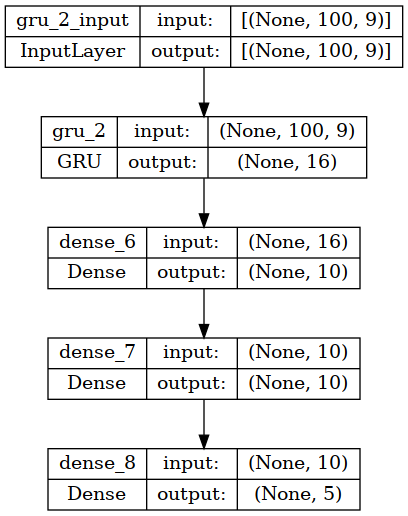 gru_2_input input: [(None, 100, 9)]
InputLayer output: [(None, 100, 9)]
gru_2 input: (None, 100, 9)
GRU output: (None, 16)
dense_6 input: (None, 16)
Dense output: (None, 10)
dense_7 input: (None, 10)
Dense output: (None, 10)
dense_8 input: (None, 10)
Dense output: (None, 5)